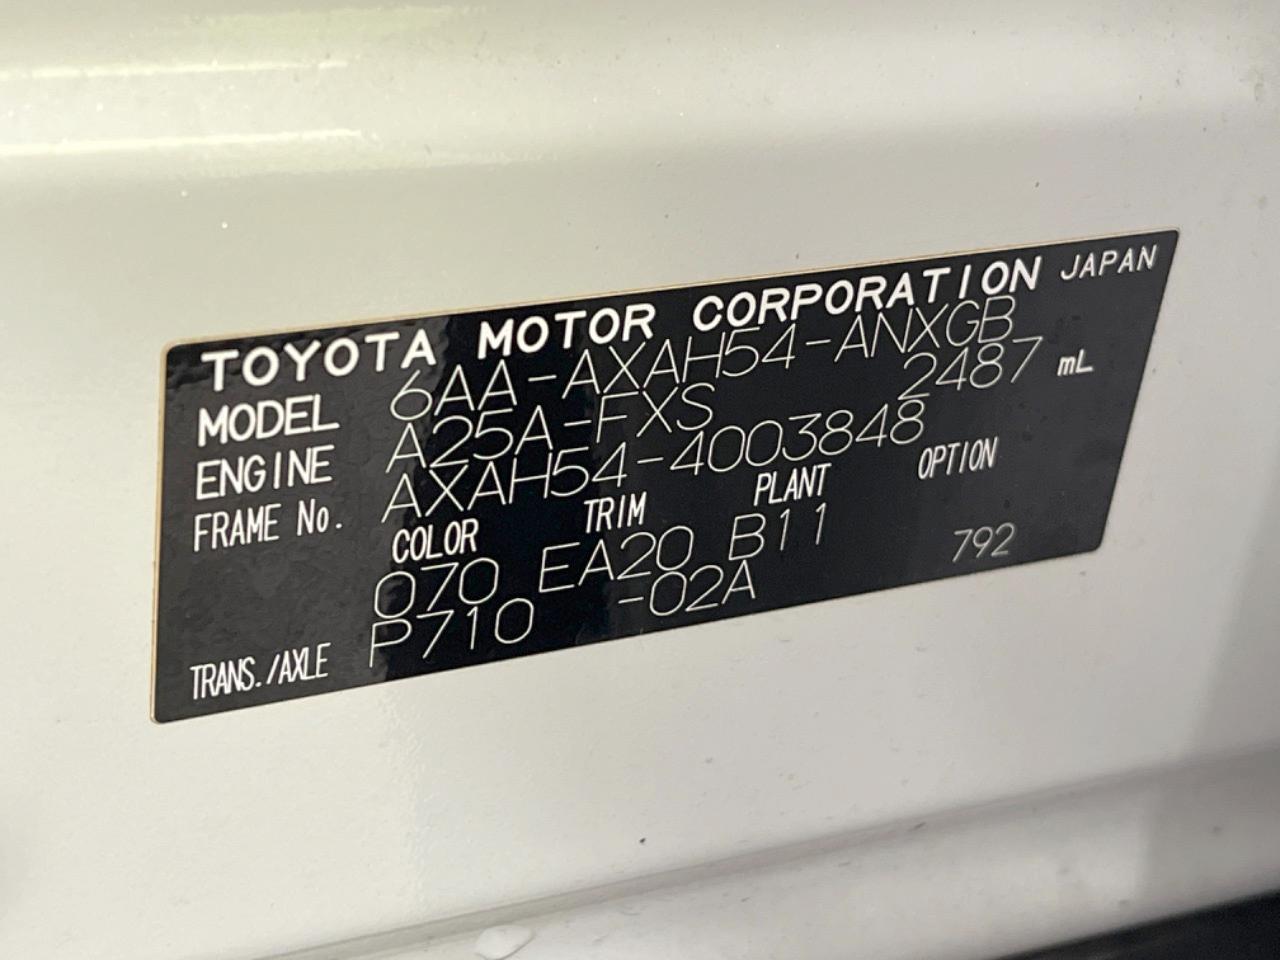 TOYOTA MOTOR CORPORATION JAPAN
MODEL 6AA-AXAH54-ANXGB
ENGINE A25A-FXS 2487 mL
FRAME No. AXAH54-4003848
COLOR TRIM PLANT OPTION
070 EA20 B11 792
TRANS./AXLE P710 -02A